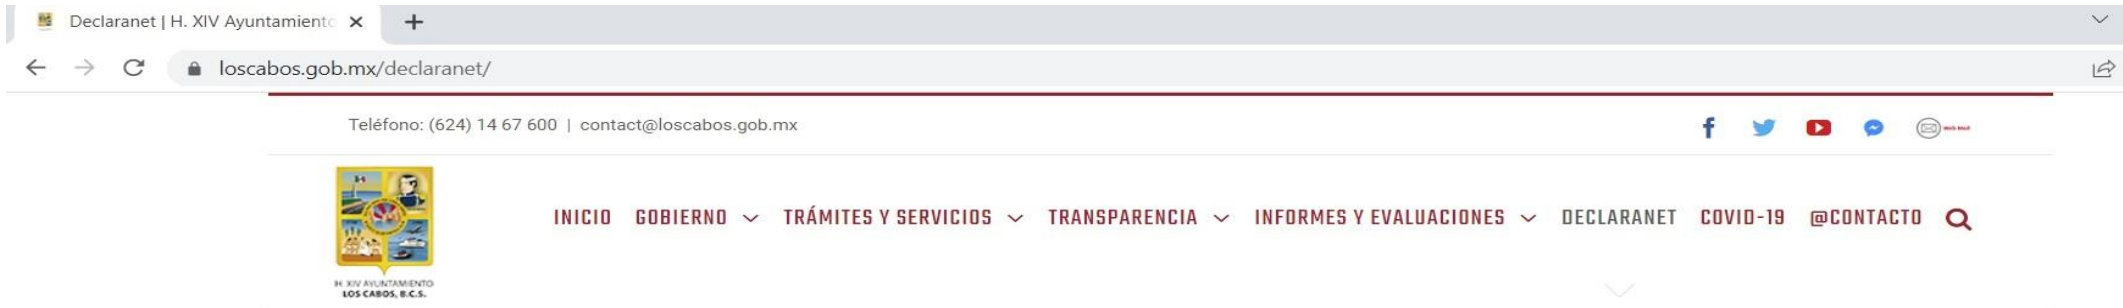 Declaranet | H. XIV Ayuntamiento
loscabos.gob.mx/declaranet/
Teléfono: (624) 14 67 600 | contact@loscabos.gob.mx
INICIO GOBIERNO TRÁMITES Y SERVICIOS TRANSPARENCIA INFORMES Y EVALUACIONES DECLARANET COVID-19 @CONTACTO
H. XIV AYUNTAMIENTO
LOS CABOS, B.C.S.